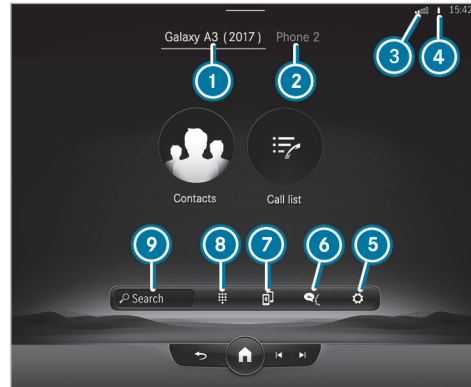 15:42
Galaxy A3 (2017) Phone 2
3 4
1 2
Contacts Call list
9 8 7 6 5
Search